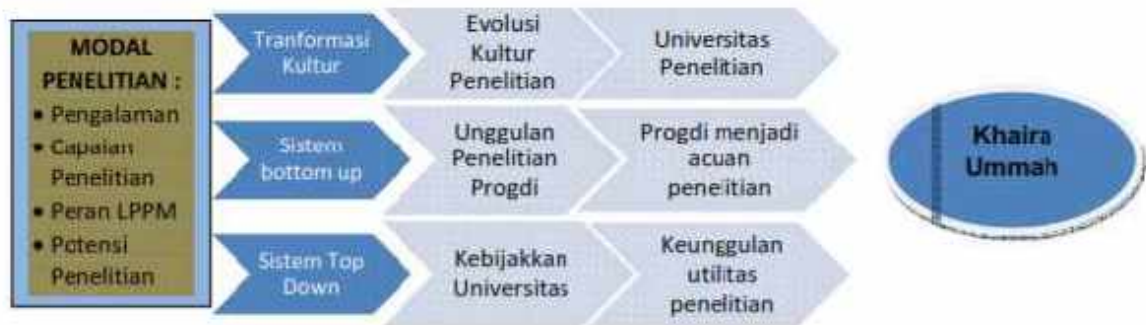 MODAL
PENELITIAN :
• Pengalaman
• Capaian
Penelitian
• Peran LPPM
• Potensi
Penelitian
Tranformasi
Kultur
Evolusi
Kultur
Penelitian
Universitas
Penelitian
Sistem
bottom up
Unggulan
Penelitian
Progdi
Progdi menjadi
acuan
peneitian
Sistem Top
Down
Kebijakkan
Universitas
Keunggulan
utilitas
penelitian
Khaira
Ummah